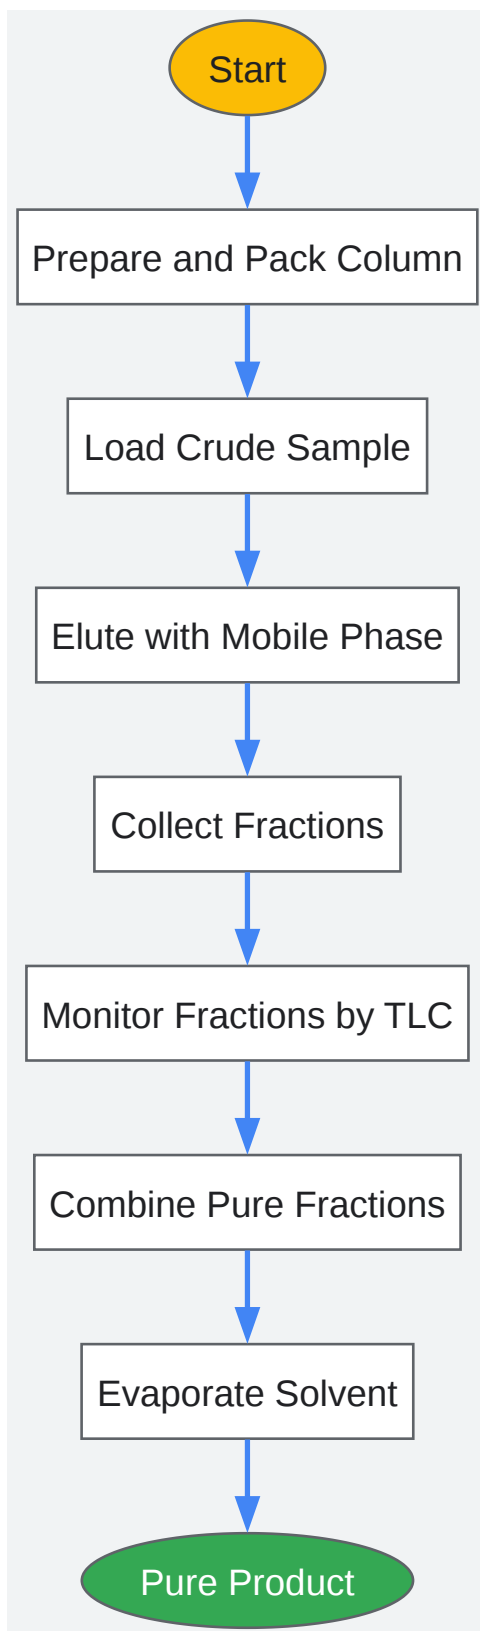 Start
Prepare and Pack Column
Load Crude Sample
Elute with Mobile Phase
Collect Fractions
Monitor Fractions by TLC
Combine Pure Fractions
Evaporate Solvent
Pure Product